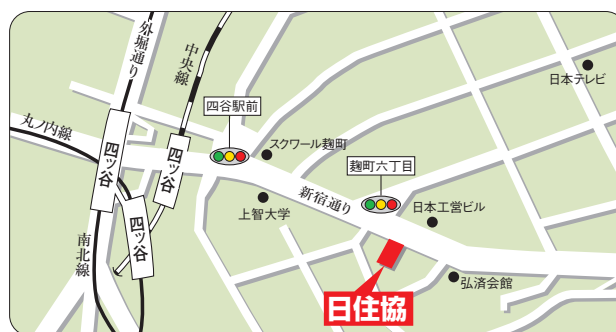 外堀通り
中央線
丸ノ内線
四ッ谷
四ッ谷
四ッ谷
南北線
四谷駅前
スクワール麹町
上智大学
新宿通り
麹町六丁目
日本テレビ
日本工営ビル
弘済会館
日住協